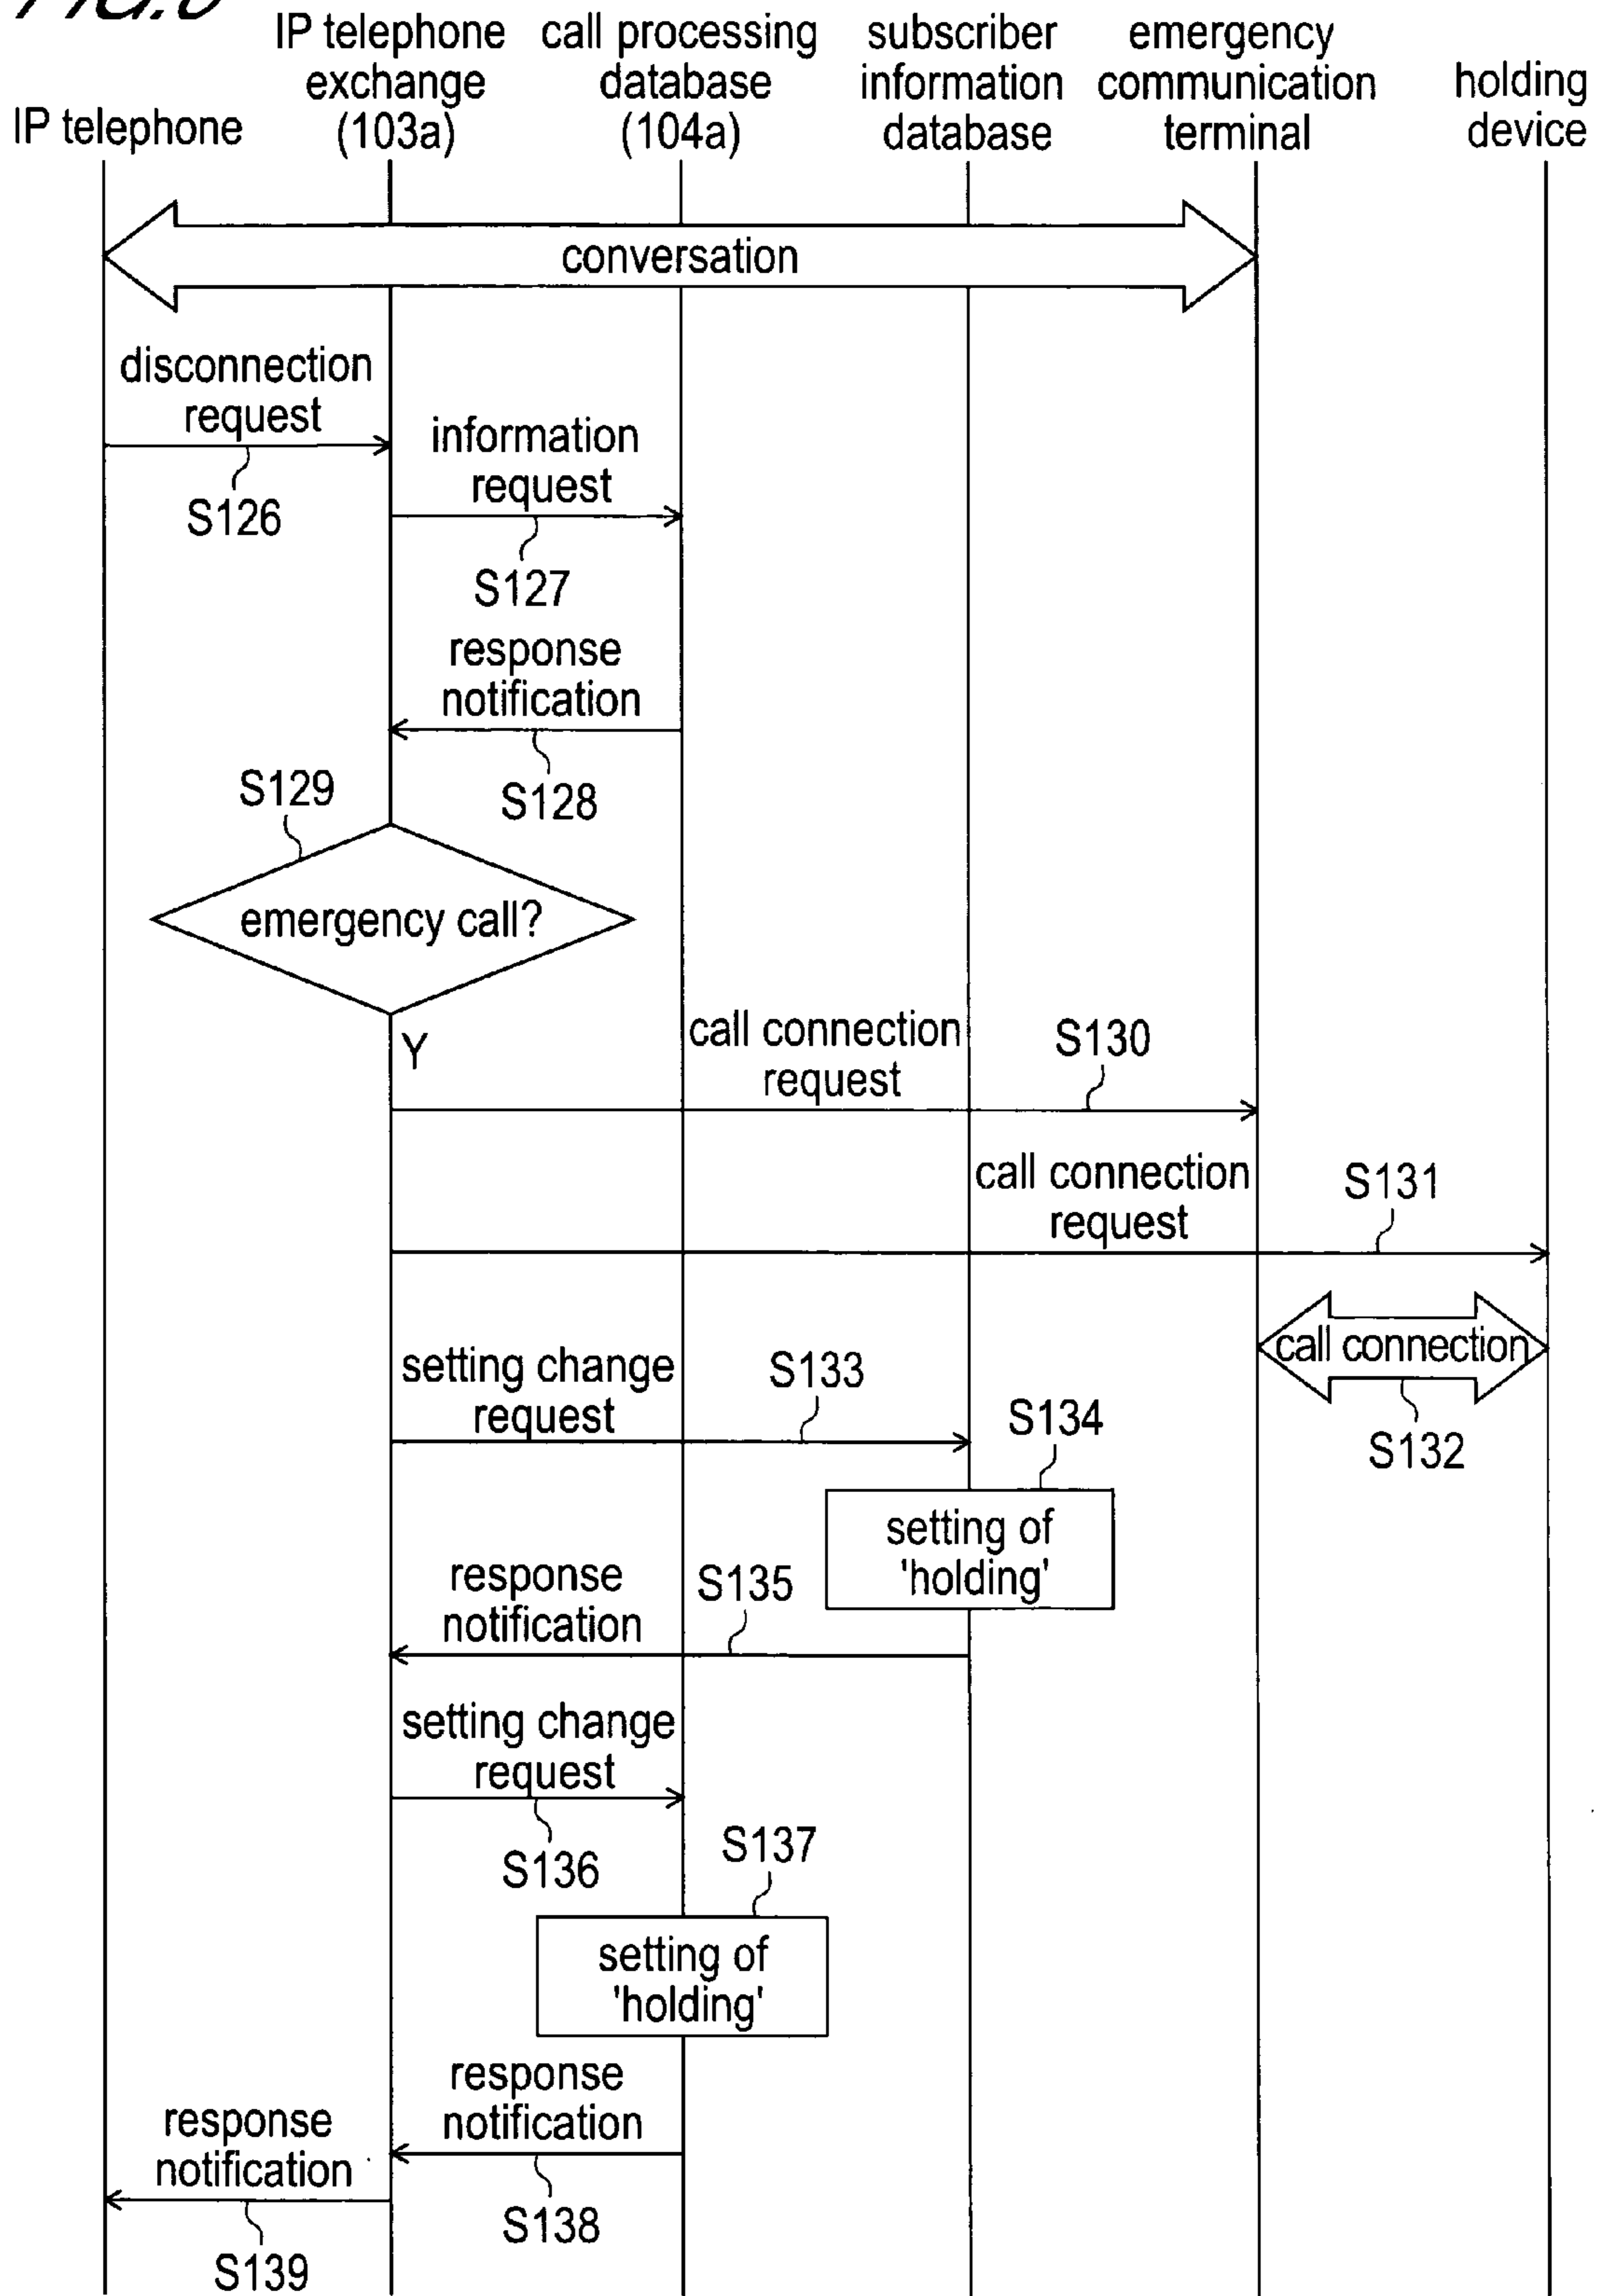 IP telephone
IP telephone
exchange
(103a)
call processing
database
(104a)
subscriber
information
database
emergency
communication
terminal
holding
device
conversation
disconnection
request
S126
information
request
S127
response
notification
S128
S129
emergency call?
Y
call connection
request
S130
call connection
request
S131
call connection
S132
setting change
request
S133
S134
setting of
'holding'
response
notification
S135
setting change
request
S136
S137
setting of
'holding'
response
notification
S138
response
notification
S139